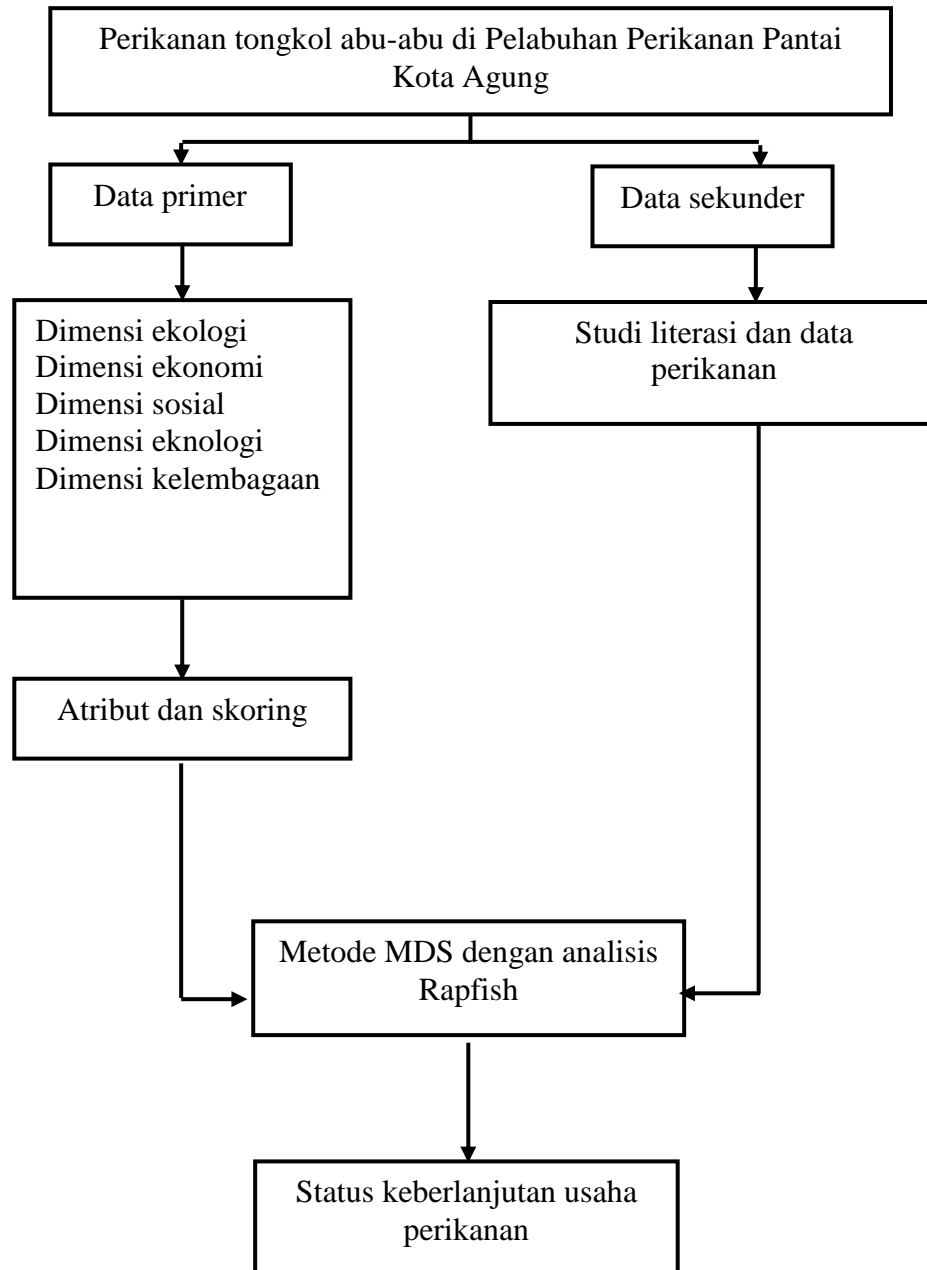 Perikanan tongkol abu-abu di Pelabuhan Perikanan Pantai
Kota Agung
Data primer
Data sekunder
Dimensi ekologi
Dimensi ekonomi
Dimensi sosial
Dimensi eknologi
Dimensi kelembagaan
Studi literasi dan data
perikanan
Atribut dan skoring
Metode MDS dengan analisis
Rapfish
Status keberlanjutan usaha
perikanan